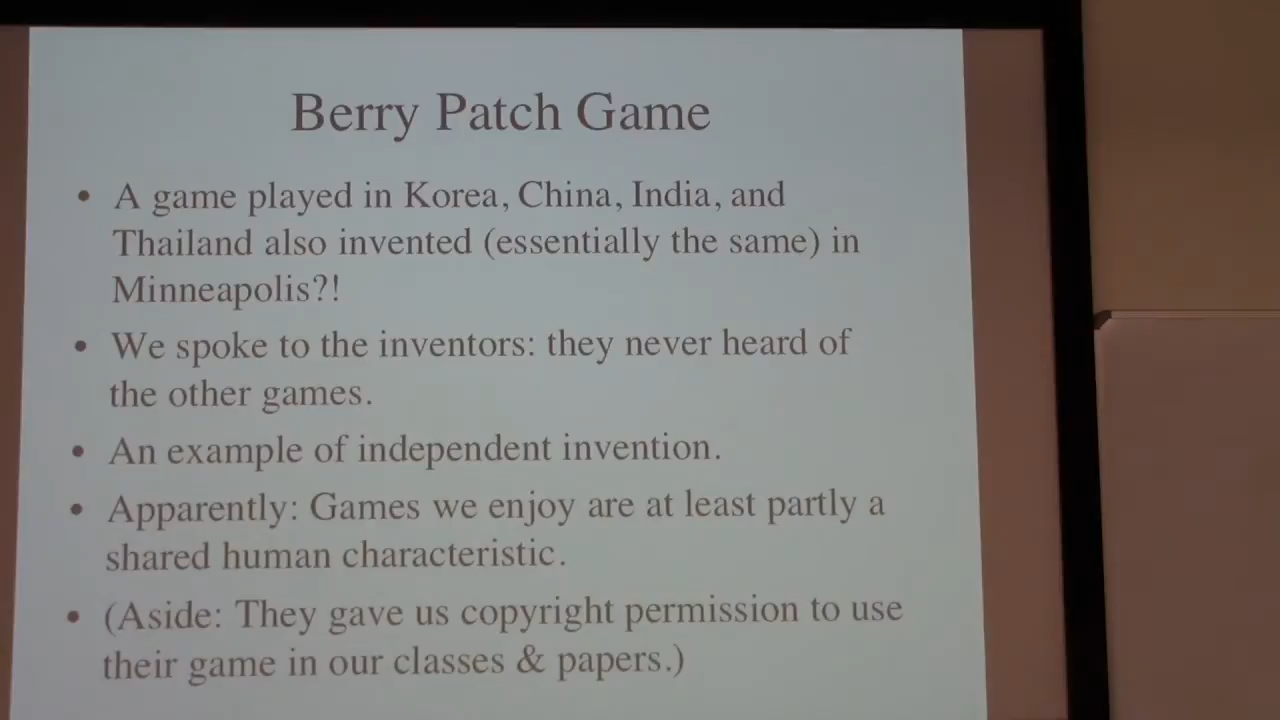 Berry Patch Game
• A game played in Korea, China, India, and
Thailand also invented (essentially the same) in
Minneapolis?!
• We spoke to the inventors: they never heard of
the other games.
• An example of independent invention.
• Apparently: Games we enjoy are at least partly a
shared human characteristic.
• (Aside: They gave us copyright permission to use
their game in our classes & papers.)